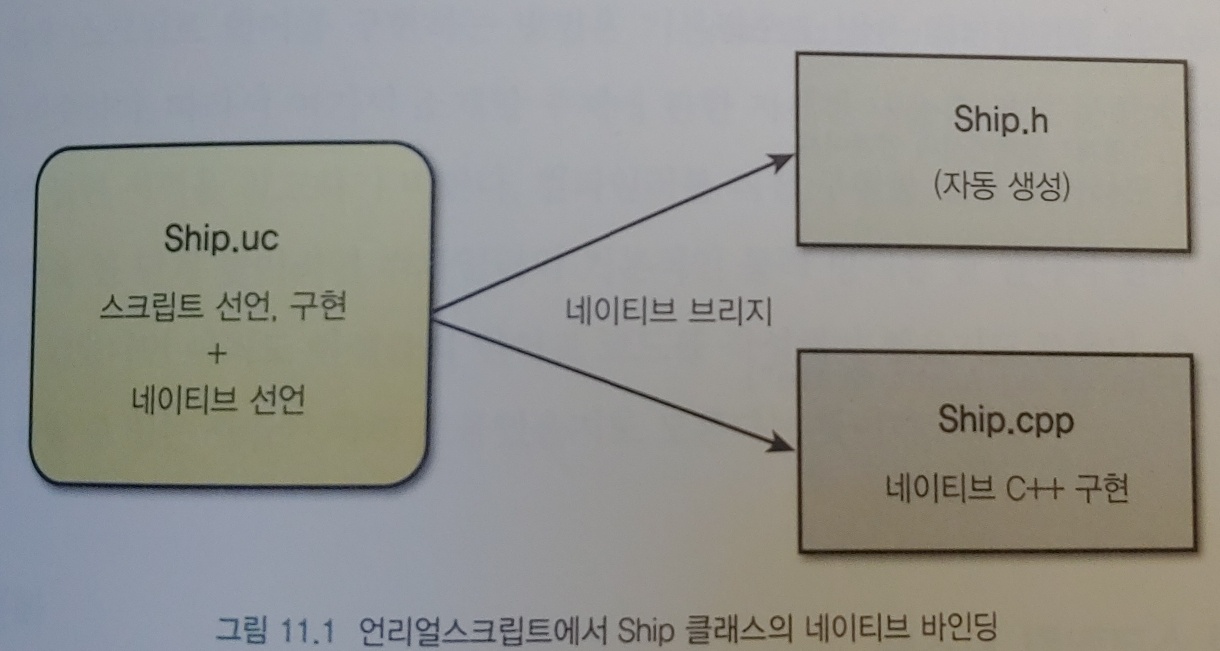 Ship.uc
스크립트 선언, 구현
+
네이티브 선언
네이티브 브리지
Ship.h
(자동 생성)
Ship.cpp
네이티브 C++ 구현
그림 11.1 언리얼스크립트에서 Ship 클래스의 네이티브 바인딩